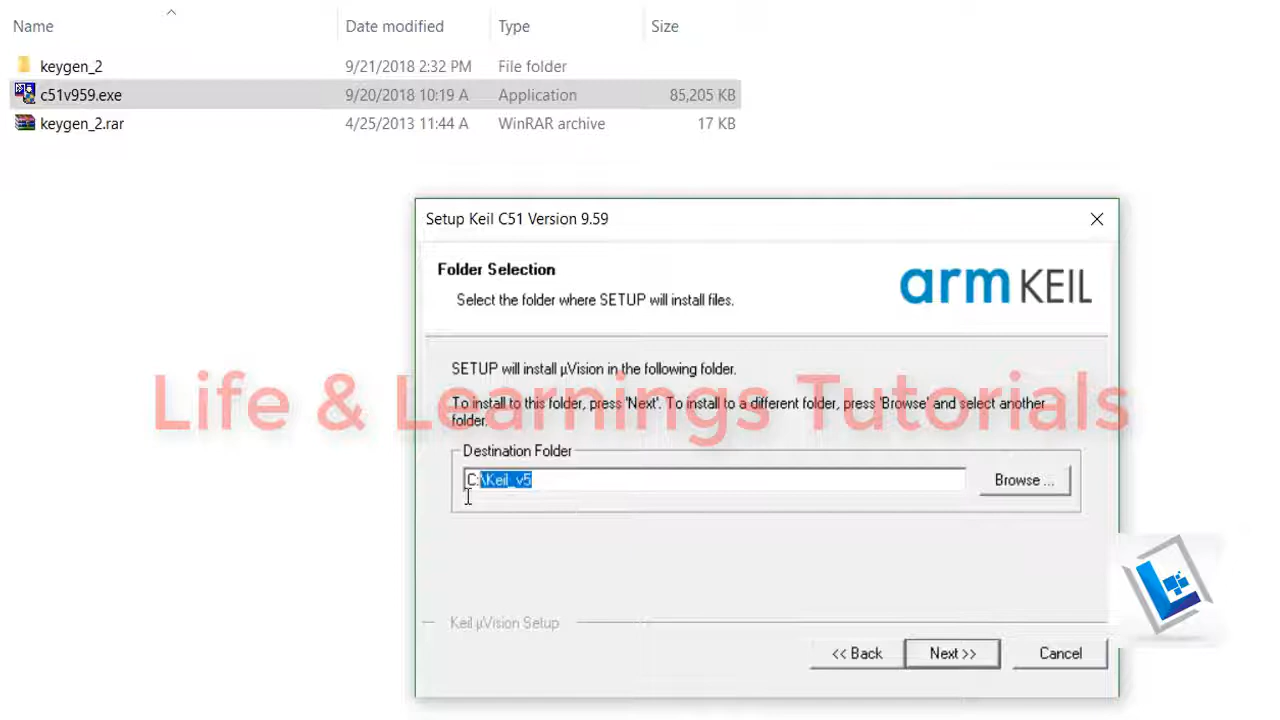 Name Date modified Type Size
keygen_2 9/21/2018 2:32 PM File folder
c51v959.exe 9/20/2018 10:19 A Application 85,205 KB
keygen_2.rar 4/25/2013 11:44 A WinRAR archive 17 KB
Setup Keil C51 Version 9.59
Folder Selection
Select the folder where SETUP will install files.
arm KEIL
SETUP will install µVision in the following folder.
Life & Learnings Tutorials
To install to this folder, press 'Next'. To install to a different folder, press 'Browse' and select another
folder.
Destination Folder
C:\Keil_v5
Browse ...
Keil µVision Setup
<< Back Next >> Cancel